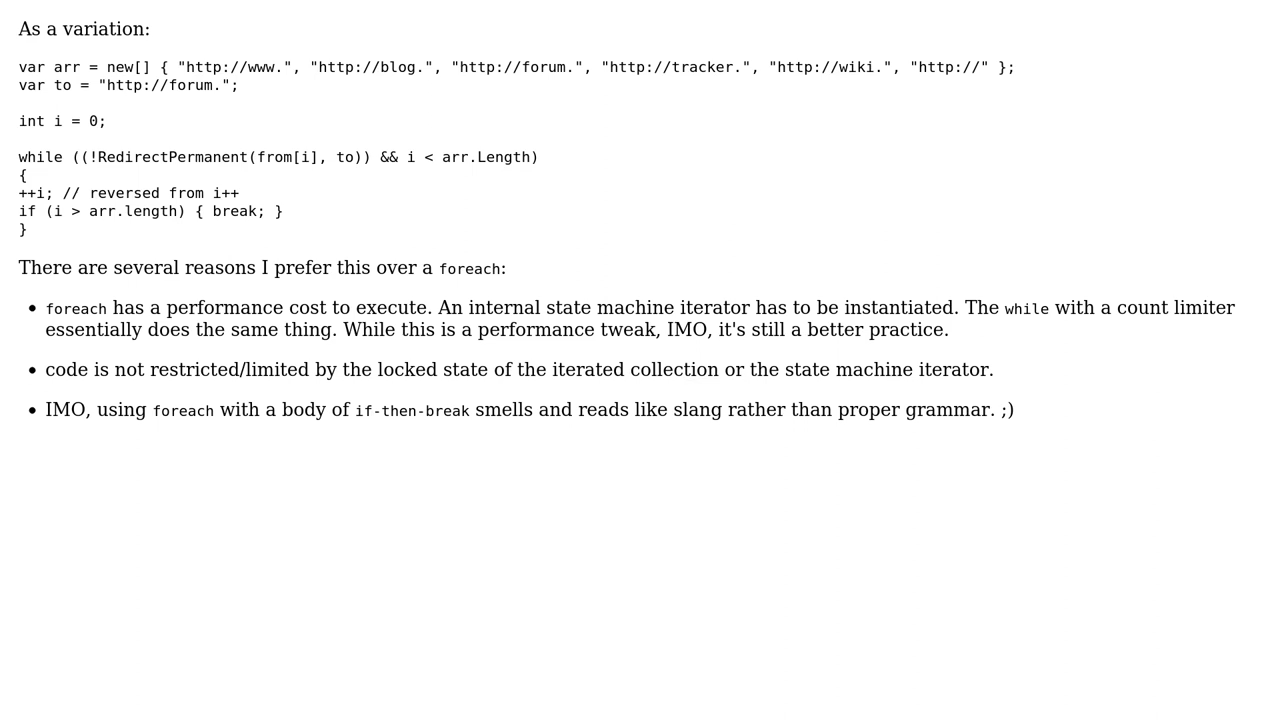 As a variation:
var arr = new[] { "http://www.", "http://blog.", "http://forum.", "http://tracker.", "http://wiki.", "http://" };
var to = "http://forum.";
int i = 0;
while ((!RedirectPermanent(from[i], to)) && i < arr.Length)
{
++i; // reversed from i++
if (i > arr.length) { break; }
}
There are several reasons I prefer this over a foreach:
• foreach has a performance cost to execute. An internal state machine iterator has to be instantiated. The while with a count limiter
essentially does the same thing. While this is a performance tweak, IMO, it's still a better practice.
• code is not restricted/limited by the locked state of the iterated collection or the state machine iterator.
• IMO, using foreach with a body of if-then-break smells and reads like slang rather than proper grammar. ;)